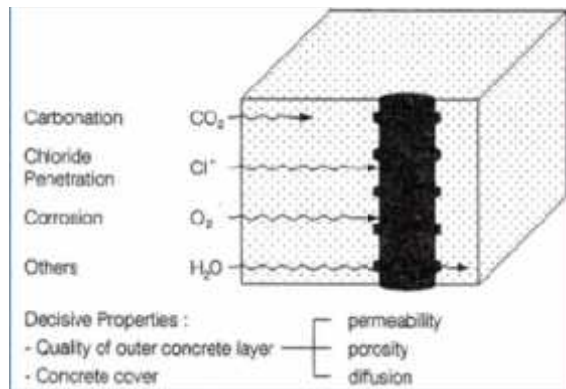 Carbonation CO₂
Chloride
Penetration Cl⁻
Corrosion O₂
Others H₂O
Decisive Properties :
- Quality of outer concrete layer permeability
porosity
- Concrete cover difusion